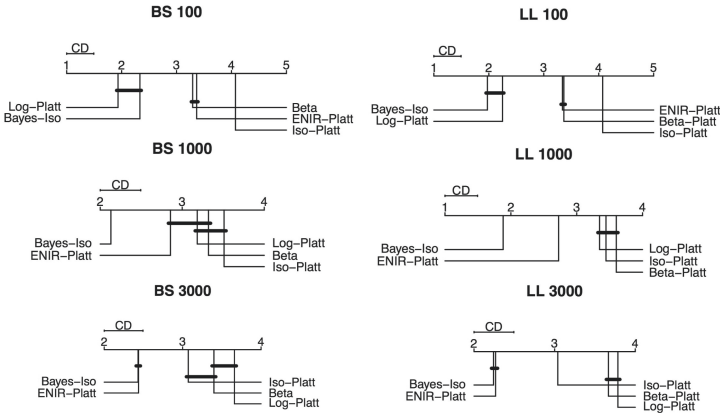 BS 100
CD
1 2 3 4 5
Log−Platt
Bayes−Iso
Beta
ENIR−Platt
Iso−Platt
LL 100
CD
1 2 3 4 5
Bayes−Iso
Log−Platt
ENIR−Platt
Beta−Platt
Iso−Platt
BS 1000
CD
2 3 4
Bayes−Iso
ENIR−Platt
Log−Platt
Beta
Iso−Platt
LL 1000
CD
1 2 3 4
Bayes−Iso
ENIR−Platt
Log−Platt
Iso−Platt
Beta−Platt
BS 3000
CD
2 3 4
Bayes−Iso
ENIR−Platt
Iso−Platt
Beta
Log−Platt
LL 3000
CD
2 3 4
Bayes−Iso
ENIR−Platt
Iso−Platt
Beta−Platt
Log−Platt